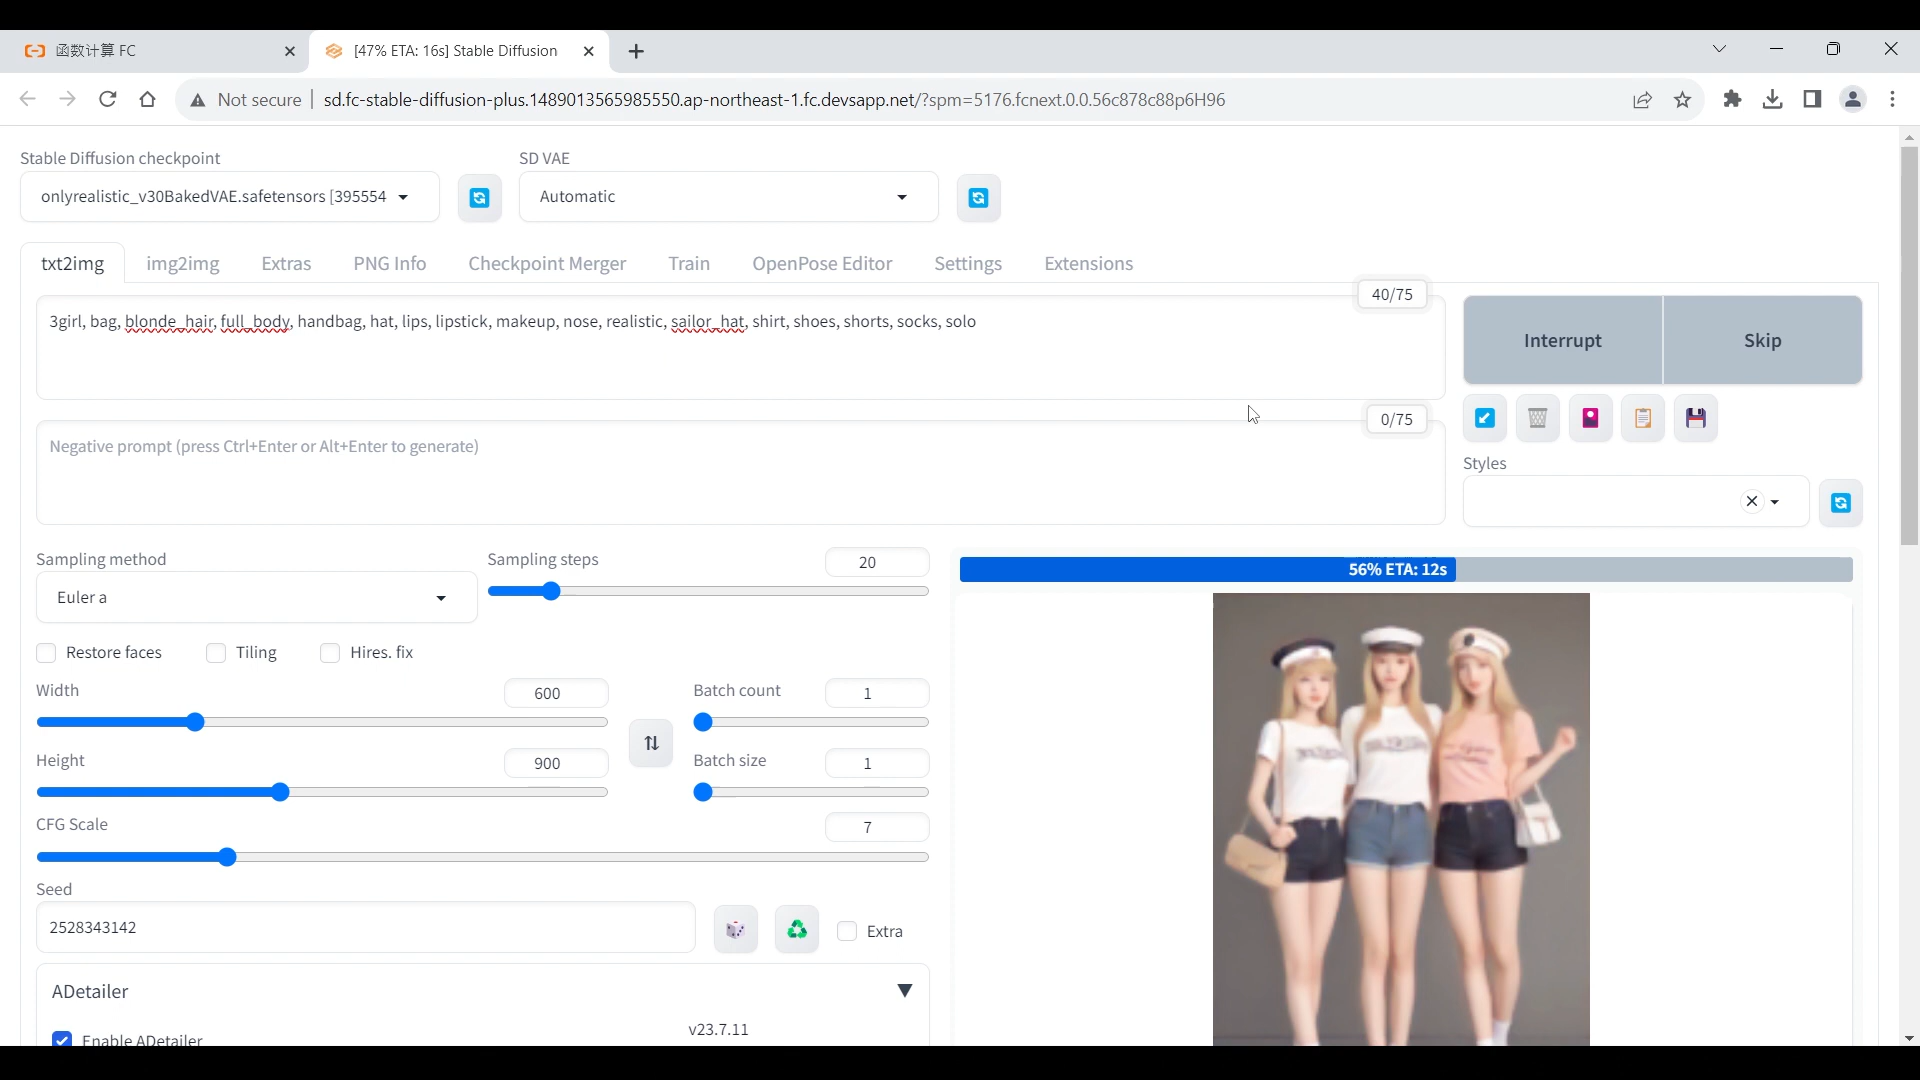 函数计算 FC
[47% ETA: 16s] Stable Diffusion
Not secure
sd.fc-stable-diffusion-plus.1489013565985550.ap-northeast-1.fc.devsapp.net/?spm=5176.fcnext.0.0.56c878c88p6H96
Stable Diffusion checkpoint
SD VAE
onlyrealistic_v30BakedVAE.safetensors [395554
Automatic
txt2img
img2img
Extras
PNG Info
Checkpoint Merger
Train
OpenPose Editor
Settings
Extensions
40/75
3girl, bag, blonde_hair, full_body, handbag, hat, lips, lipstick, makeup, nose, realistic, sailor_hat, shirt, shoes, shorts, socks, solo
Interrupt
Skip
0/75
Negative prompt (press Ctrl+Enter or Alt+Enter to generate)
Styles
Sampling method
Sampling steps
20
56% ETA: 12s
Euler a
Restore faces
Tiling
Hires. fix
Width
600
Batch count
1
Height
900
Batch size
1
CFG Scale
7
Seed
2528343142
Extra
ADetailer
v23.7.11
Enable ADetailer